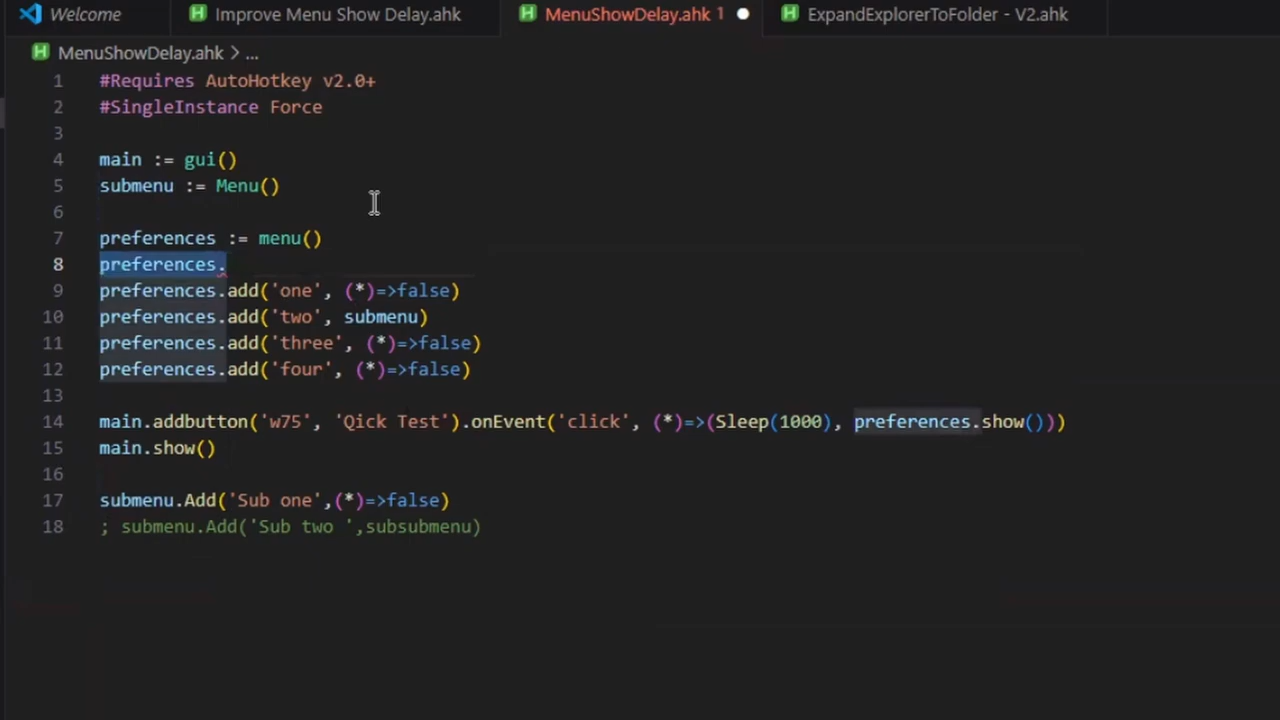 Welcome
Improve Menu Show Delay.ahk
MenuShowDelay.ahk 1
ExpandExplorerToFolder - V2.ahk
MenuShowDelay.ahk > ...
1 #Requires AutoHotkey v2.0+
2 #SingleInstance Force
3
4 main := gui()
5 submenu := Menu()
6
7 preferences := menu()
8 preferences.
9 preferences.add('one', (*)=>false)
10 preferences.add('two', submenu)
11 preferences.add('three', (*)=>false)
12 preferences.add('four', (*)=>false)
13
14 main.addbutton('w75', 'Qick Test').onEvent('click', (*)=>(Sleep(1000), preferences.show()))
15 main.show()
16
17 submenu.Add('Sub one',(*)=>false)
18 ; submenu.Add('Sub two ',subsubmenu)